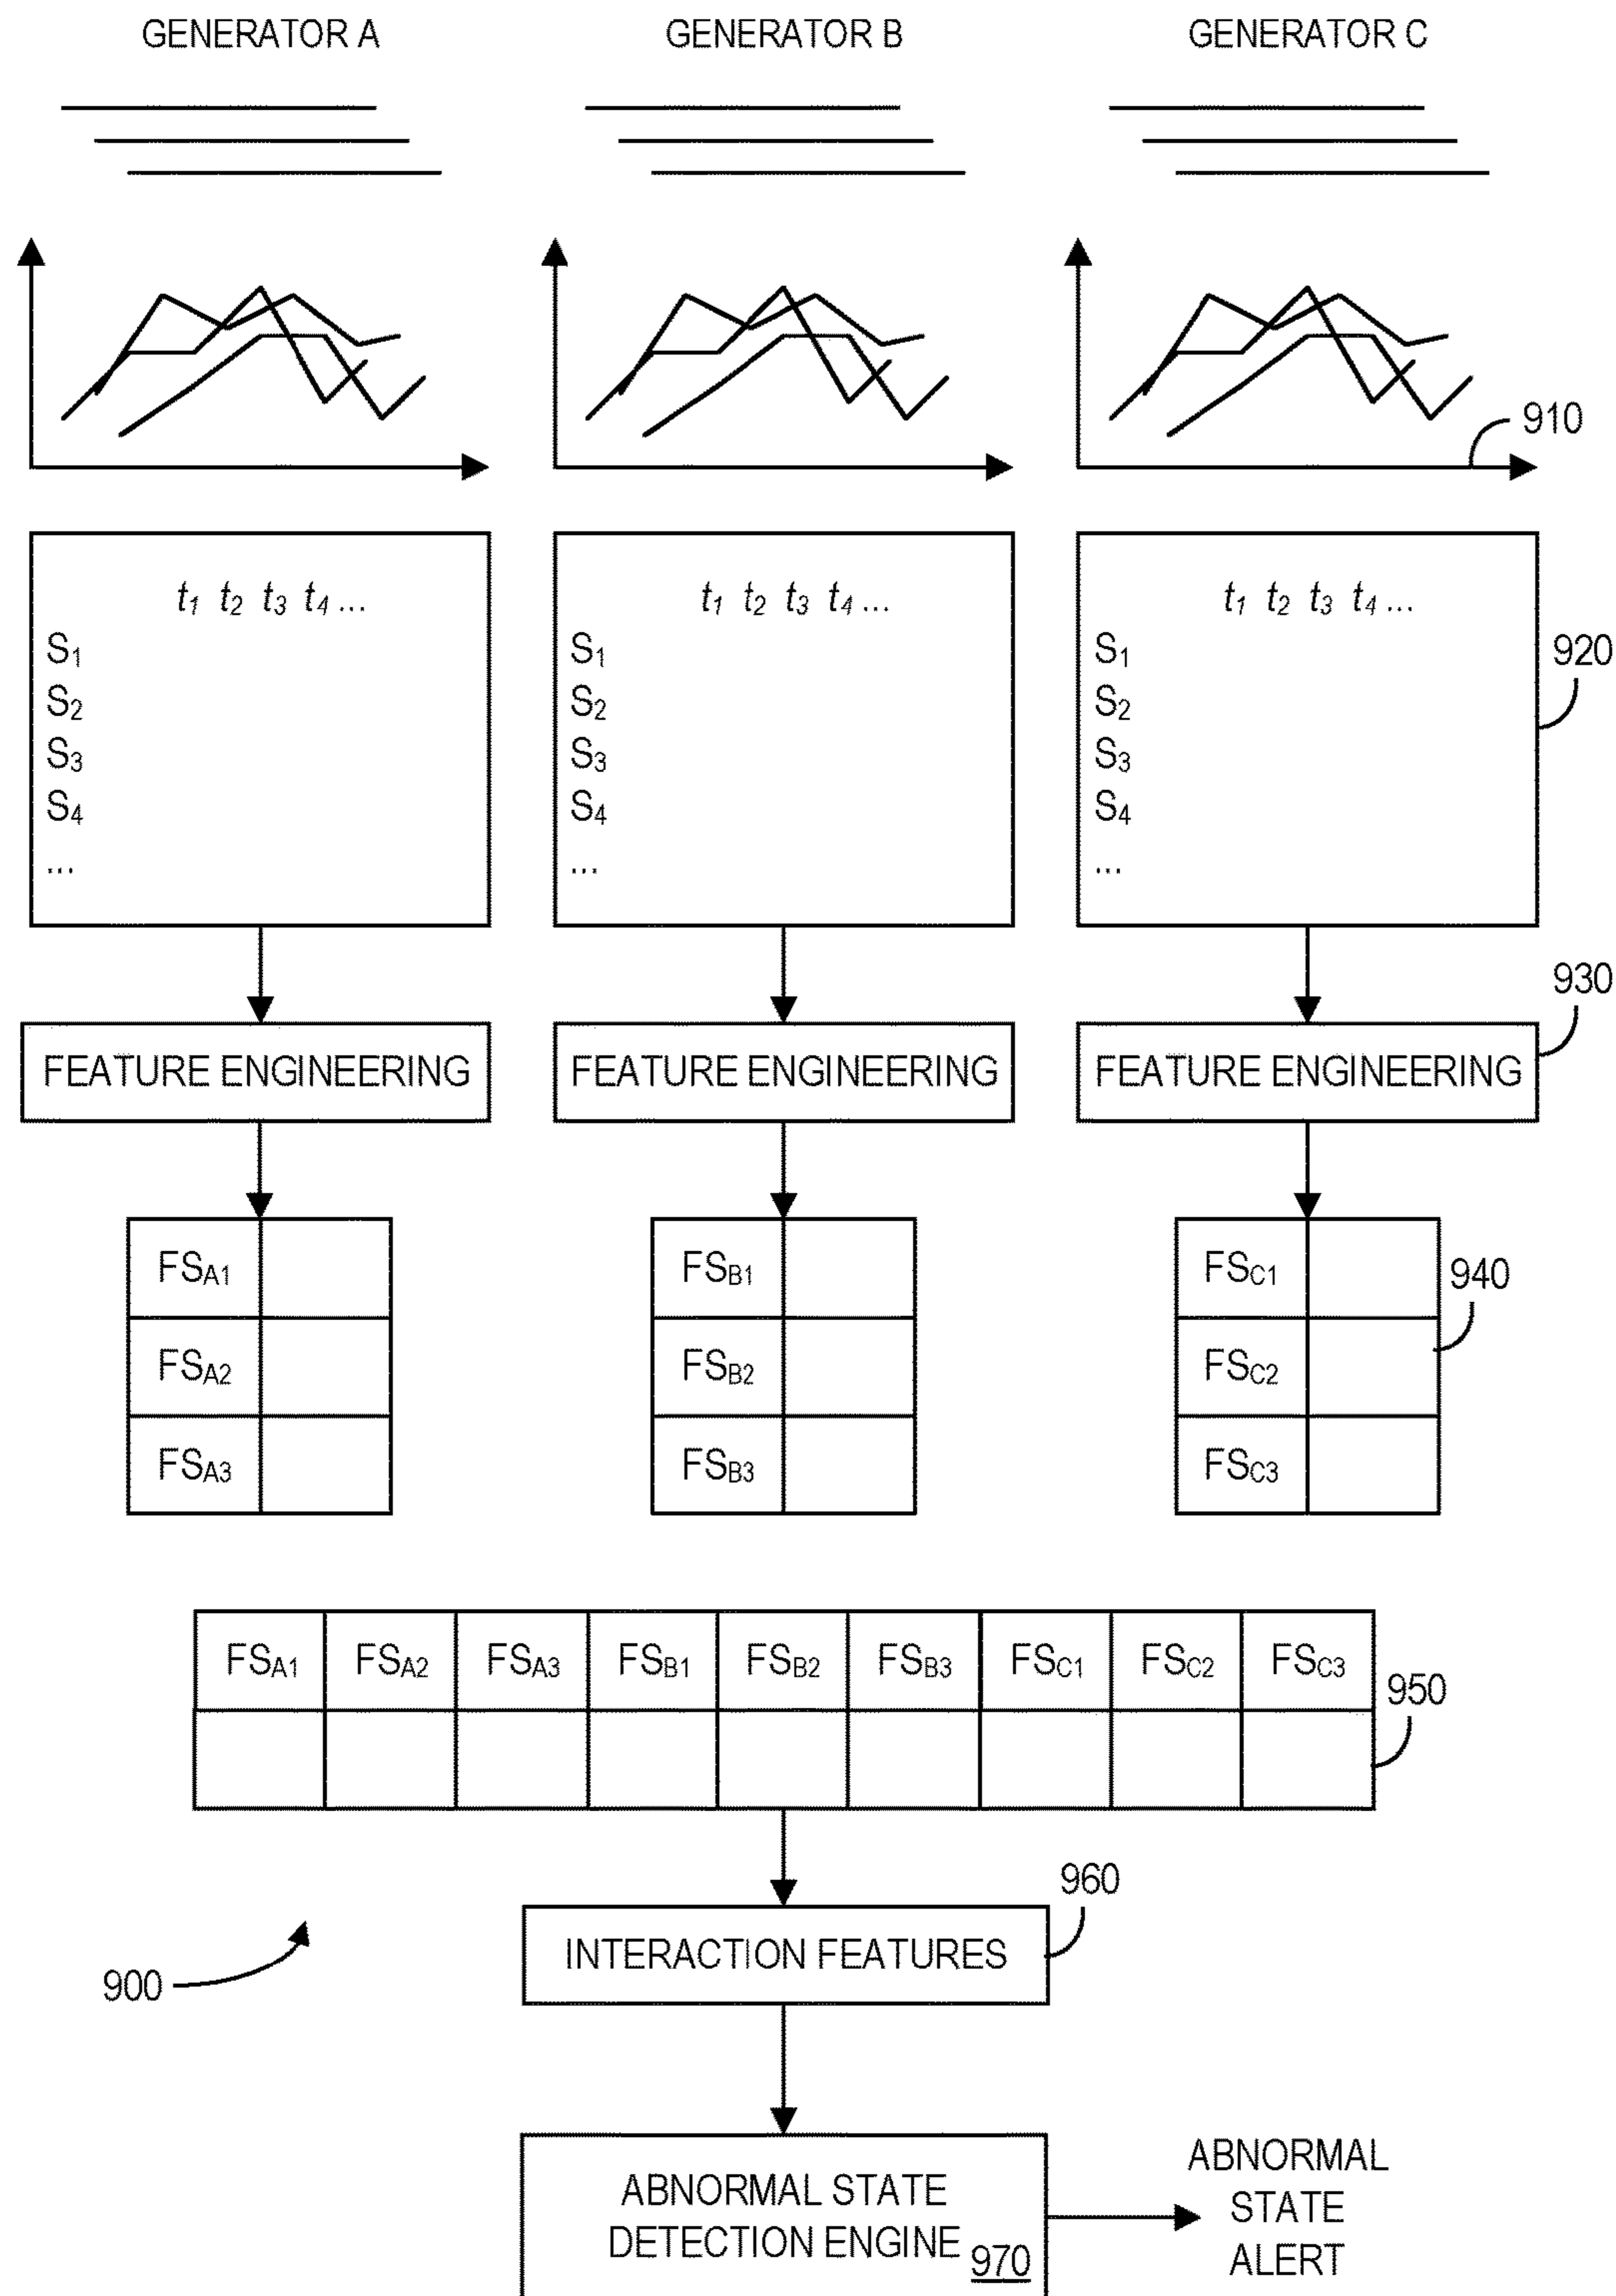 GENERATOR A GENERATOR B GENERATOR C
910
t1 t2 t3 t4 ... t1 t2 t3 t4 ... t1 t2 t3 t4 ...
S1 S1 S1
920
S2 S2 S2
S3 S3 S3
S4 S4 S4
... ... ...
930
FEATURE ENGINEERING FEATURE ENGINEERING FEATURE ENGINEERING
FSA1 FSB1 FSC1
940
FSA2 FSB2 FSC2
FSA3 FSB3 FSC3
FSA1 FSA2 FSA3 FSB1 FSB2 FSB3 FSC1 FSC2 FSC3
950
960
INTERACTION FEATURES
900
ABNORMAL STATE
DETECTION ENGINE 970
ABNORMAL
STATE
ALERT